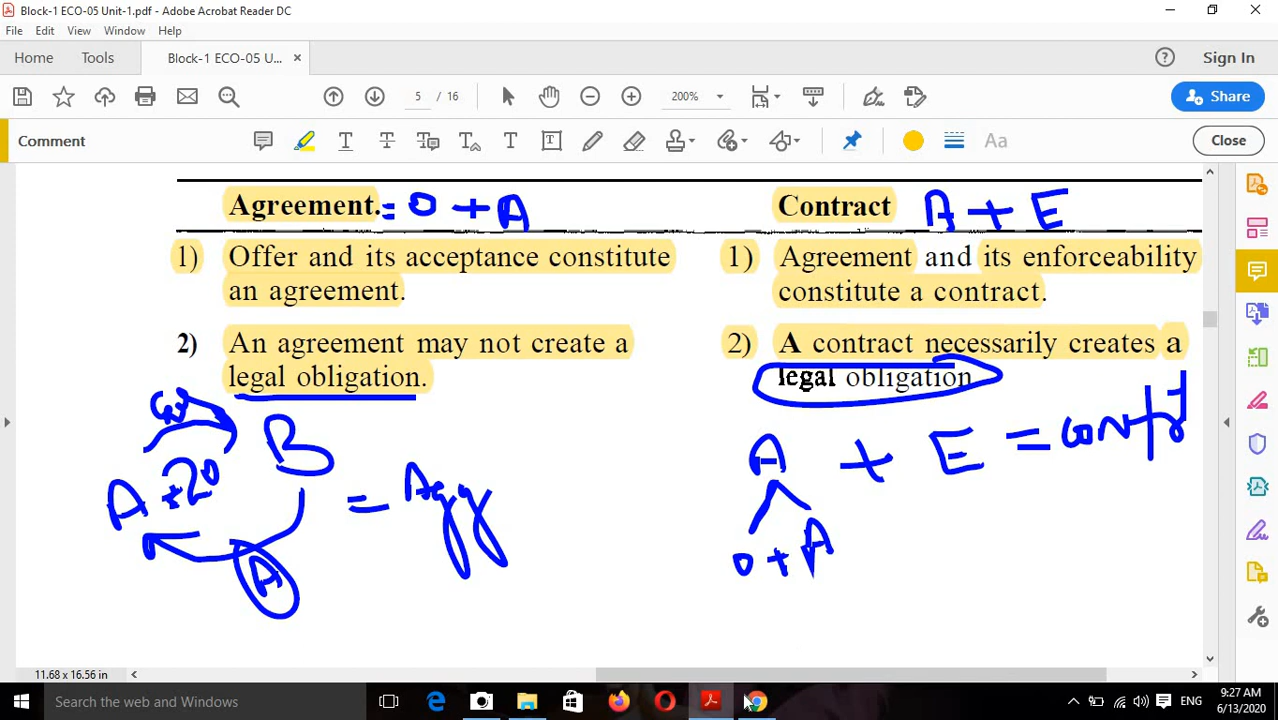 Block-1 ECO-05 Unit-1.pdf - Adobe Acrobat Reader DC
File Edit View Window Help
Home Tools Block-1 ECO-05 U... × Sign In
5 / 16 200% Share
Comment Aa Close
Agreement. = O + A
Contract A + E
1) Offer and its acceptance constitute
an agreement.
1) Agreement and its enforceability
constitute a contract.
2) An agreement may not create a
legal obligation.
2) A contract necessarily creates a
legal obligation
B
A 20 = Agg
A
A + E =
O + A
11.68 x 16.56 in
Search the web and Windows
ENG
9:27 AM
6/13/2020